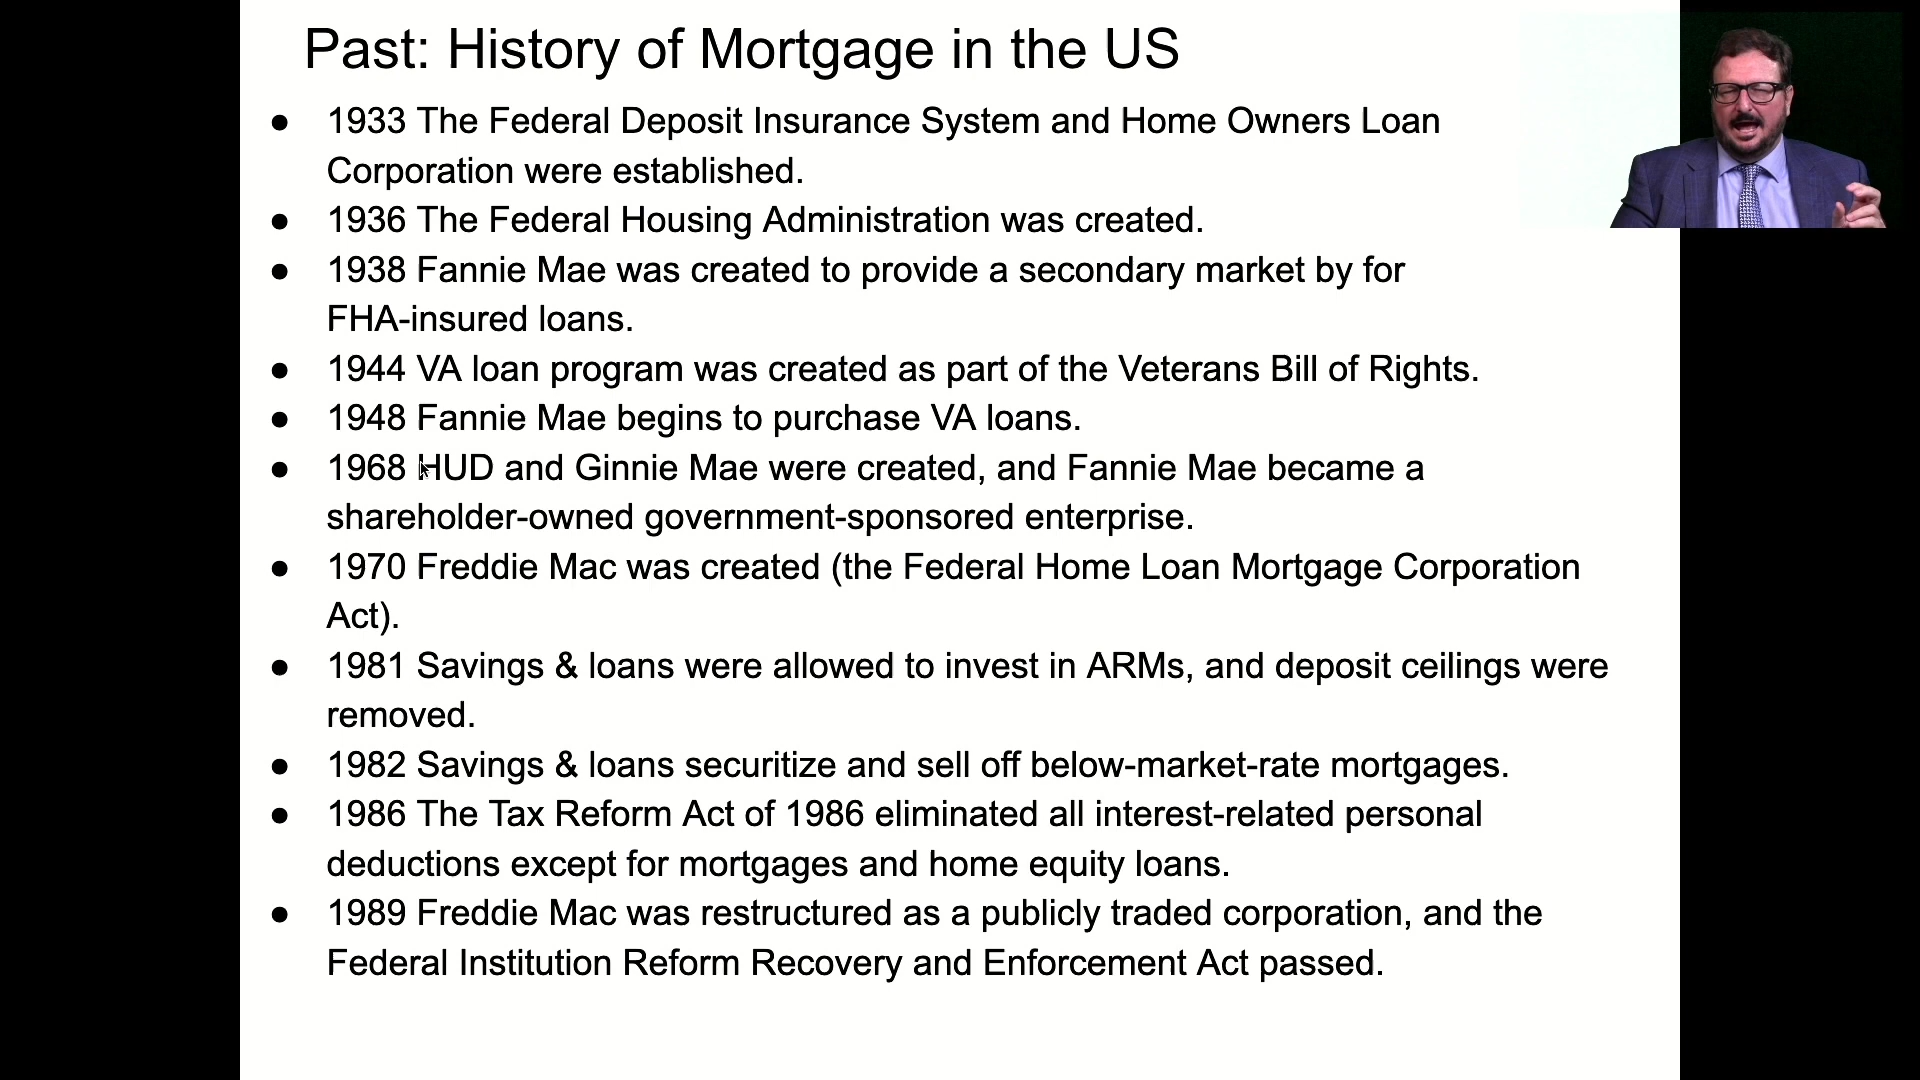 Past: History of Mortgage in the US
● 1933 The Federal Deposit Insurance System and Home Owners Loan
Corporation were established.
● 1936 The Federal Housing Administration was created.
● 1938 Fannie Mae was created to provide a secondary market by for
FHA-insured loans.
● 1944 VA loan program was created as part of the Veterans Bill of Rights.
● 1948 Fannie Mae begins to purchase VA loans.
● 1968 HUD and Ginnie Mae were created, and Fannie Mae became a
shareholder-owned government-sponsored enterprise.
● 1970 Freddie Mac was created (the Federal Home Loan Mortgage Corporation
Act).
● 1981 Savings & loans were allowed to invest in ARMs, and deposit ceilings were
removed.
● 1982 Savings & loans securitize and sell off below-market-rate mortgages.
● 1986 The Tax Reform Act of 1986 eliminated all interest-related personal
deductions except for mortgages and home equity loans.
● 1989 Freddie Mac was restructured as a publicly traded corporation, and the
Federal Institution Reform Recovery and Enforcement Act passed.